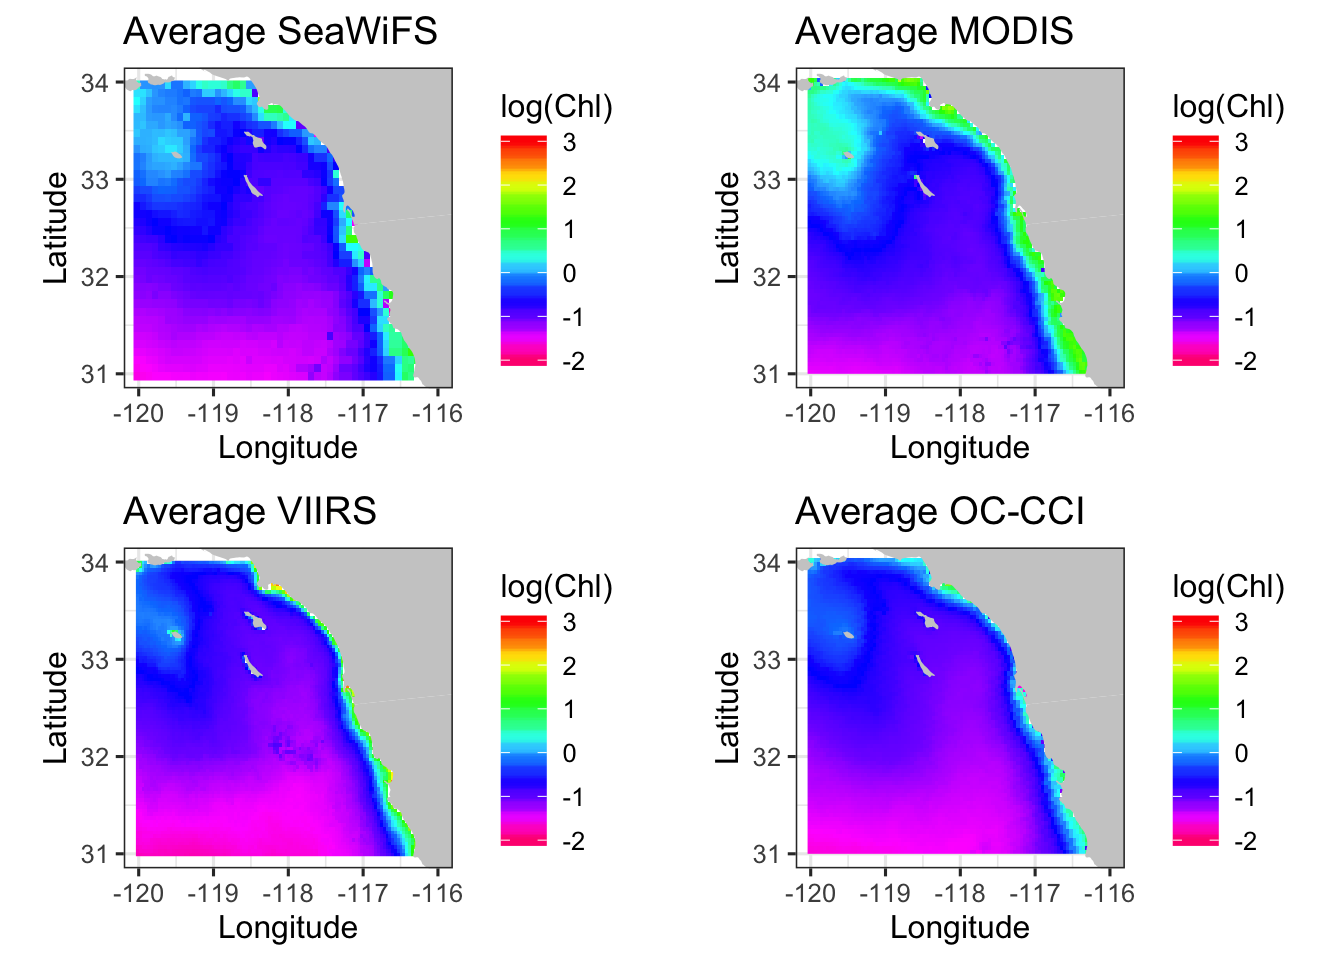 Average SeaWiFS
34
33
32
31
Latitude
-120 -119 -118 -117 -116
Longitude
log(Chl)
3
2
1
0
-1
-2
Average MODIS
34
33
32
31
Latitude
-120 -119 -118 -117 -116
Longitude
log(Chl)
3
2
1
0
-1
-2
Average VIIRS
34
33
32
31
Latitude
-120 -119 -118 -117 -116
Longitude
log(Chl)
3
2
1
0
-1
-2
Average OC-CCI
34
33
32
31
Latitude
-120 -119 -118 -117 -116
Longitude
log(Chl)
3
2
1
0
-1
-2